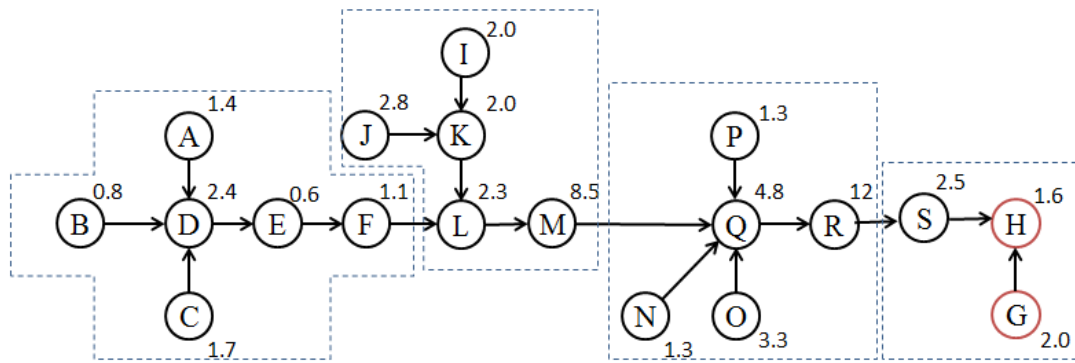 I 2.0
J 2.8 K 2.0
A 1.4
P 1.3
B 0.8 D 2.4 E 0.6 F 1.1 L 2.3 M 8.5 Q 4.8 R 12 S 2.5 H 1.6
C 1.7
N 1.3 O 3.3 G 2.0